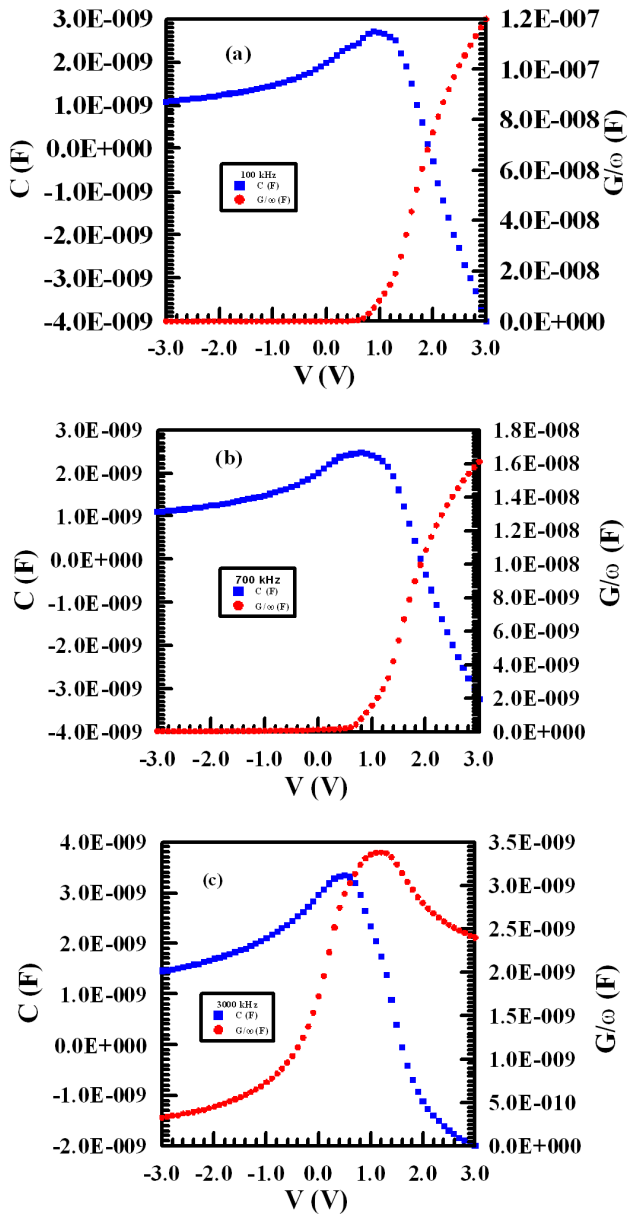 3.0E-009
2.0E-009
1.0E-009
0.0E+000
-1.0E-009
-2.0E-009
-3.0E-009
-4.0E-009
C (F)
(a)
100 kHz
C (F)
G/ω (F)
1.2E-007
1.0E-007
8.0E-008
6.0E-008
4.0E-008
2.0E-008
0.0E+000
G/ω (F)
-3.0 -2.0 -1.0 0.0 1.0 2.0 3.0
V (V)
3.0E-009
2.0E-009
1.0E-009
0.0E+000
-1.0E-009
-2.0E-009
-3.0E-009
-4.0E-009
C (F)
(b)
700 kHz
C (F)
G/ω (F)
1.8E-008
1.6E-008
1.4E-008
1.2E-008
1.0E-008
8.0E-009
6.0E-009
4.0E-009
2.0E-009
0.0E+000
G/ω (F)
-3.0 -2.0 -1.0 0.0 1.0 2.0 3.0
V (V)
4.0E-009
3.0E-009
2.0E-009
1.0E-009
0.0E+000
-1.0E-009
-2.0E-009
C (F)
(c)
3000 kHz
C (F)
G/ω (F)
3.5E-009
3.0E-009
2.5E-009
2.0E-009
1.5E-009
1.0E-009
5.0E-010
0.0E+000
G/ω (F)
-3.0 -2.0 -1.0 0.0 1.0 2.0 3.0
V (V)